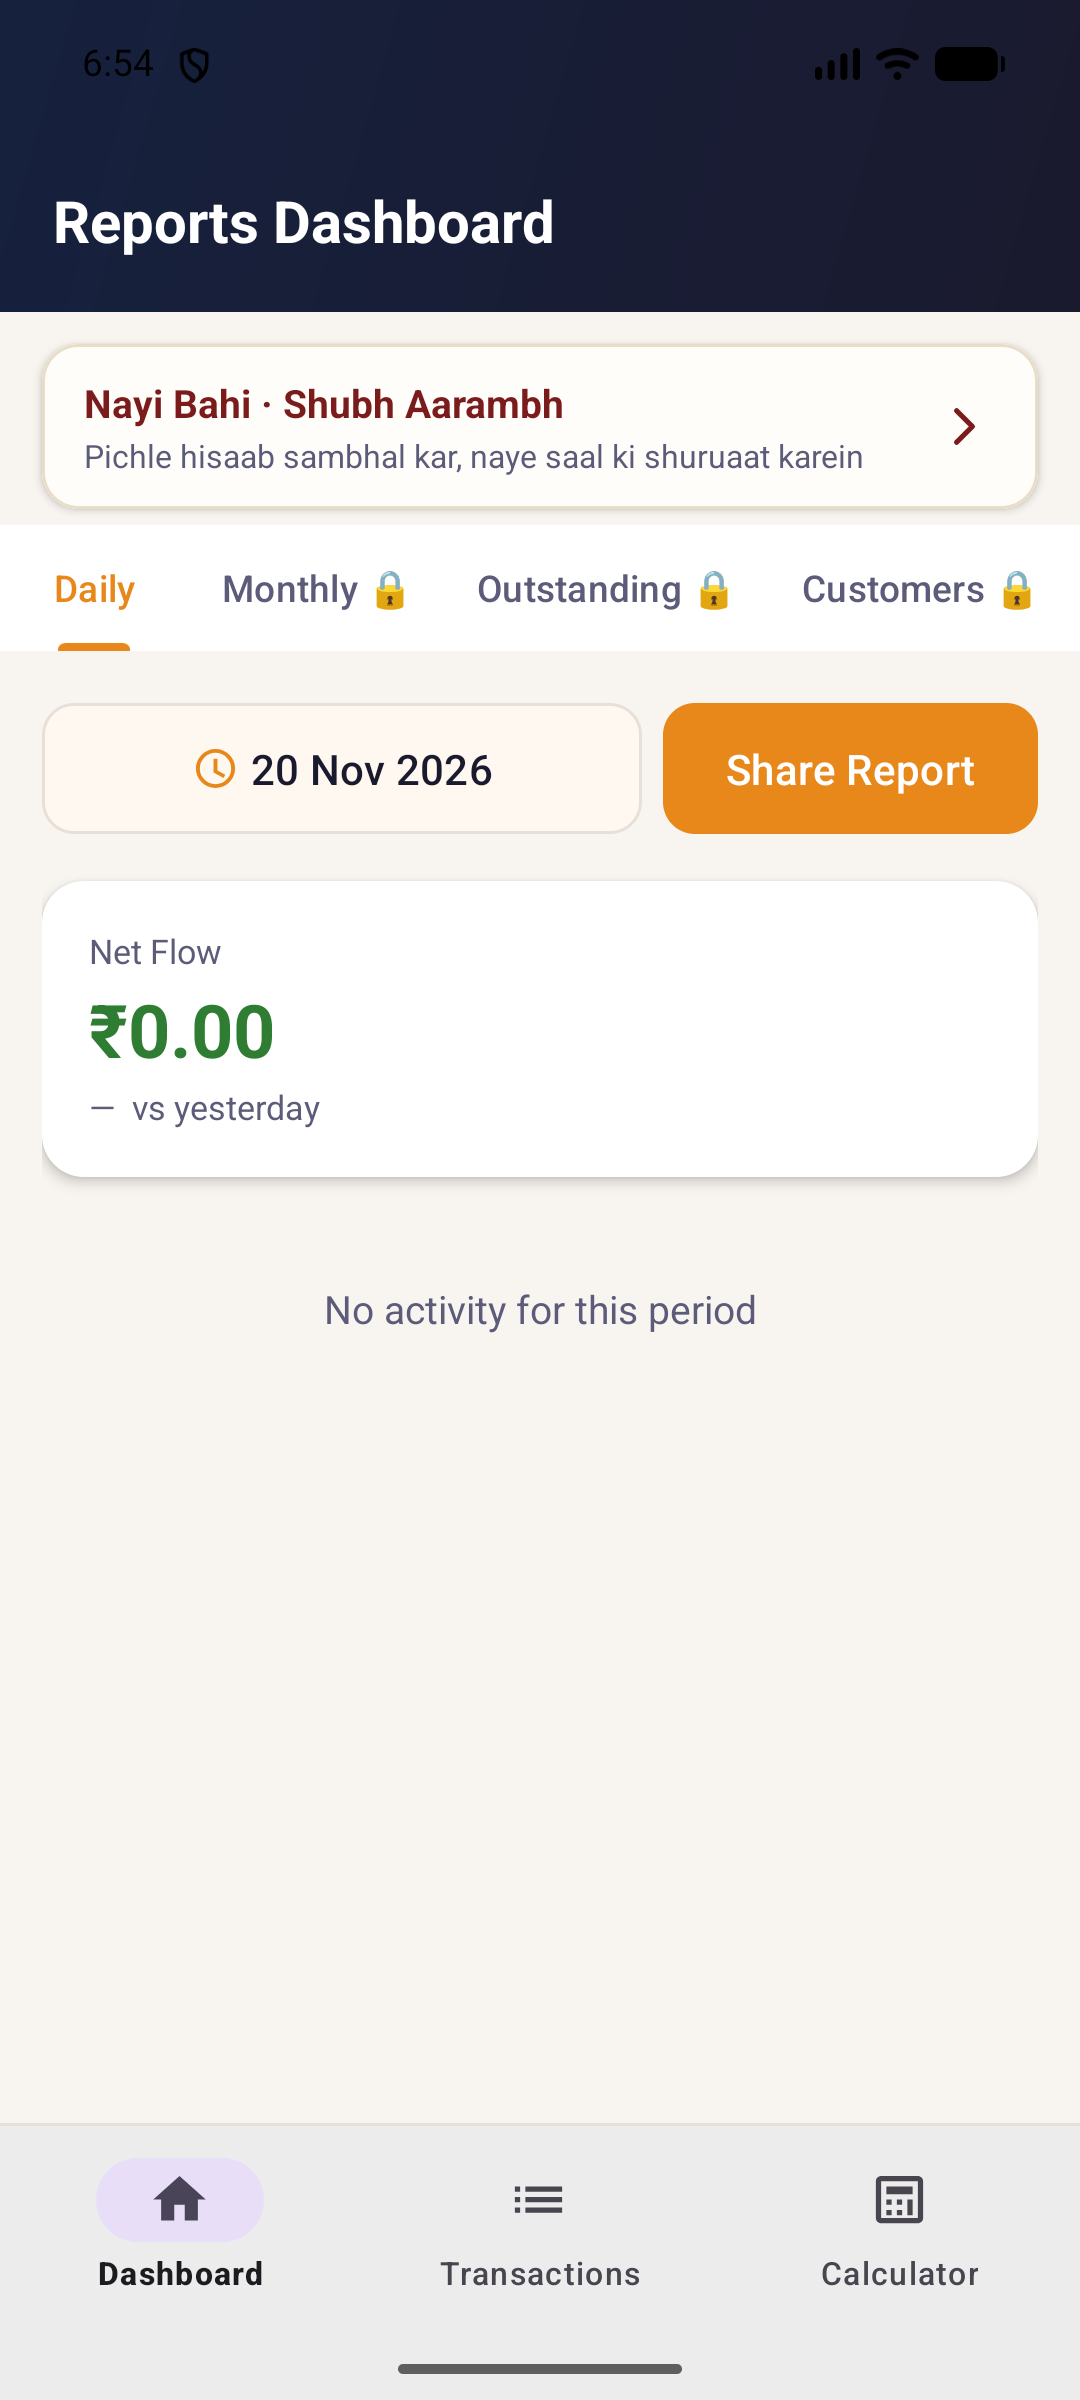 6:54
Reports Dashboard
Nayi Bahi · Shubh Aarambh
Pichle hisaab sambhal kar, naye saal ki shuruaat karein
Daily Monthly 🔒 Outstanding 🔒 Customers 🔒
20 Nov 2026 Share Report
Net Flow
₹0.00
— vs yesterday
No activity for this period
Dashboard Transactions Calculator